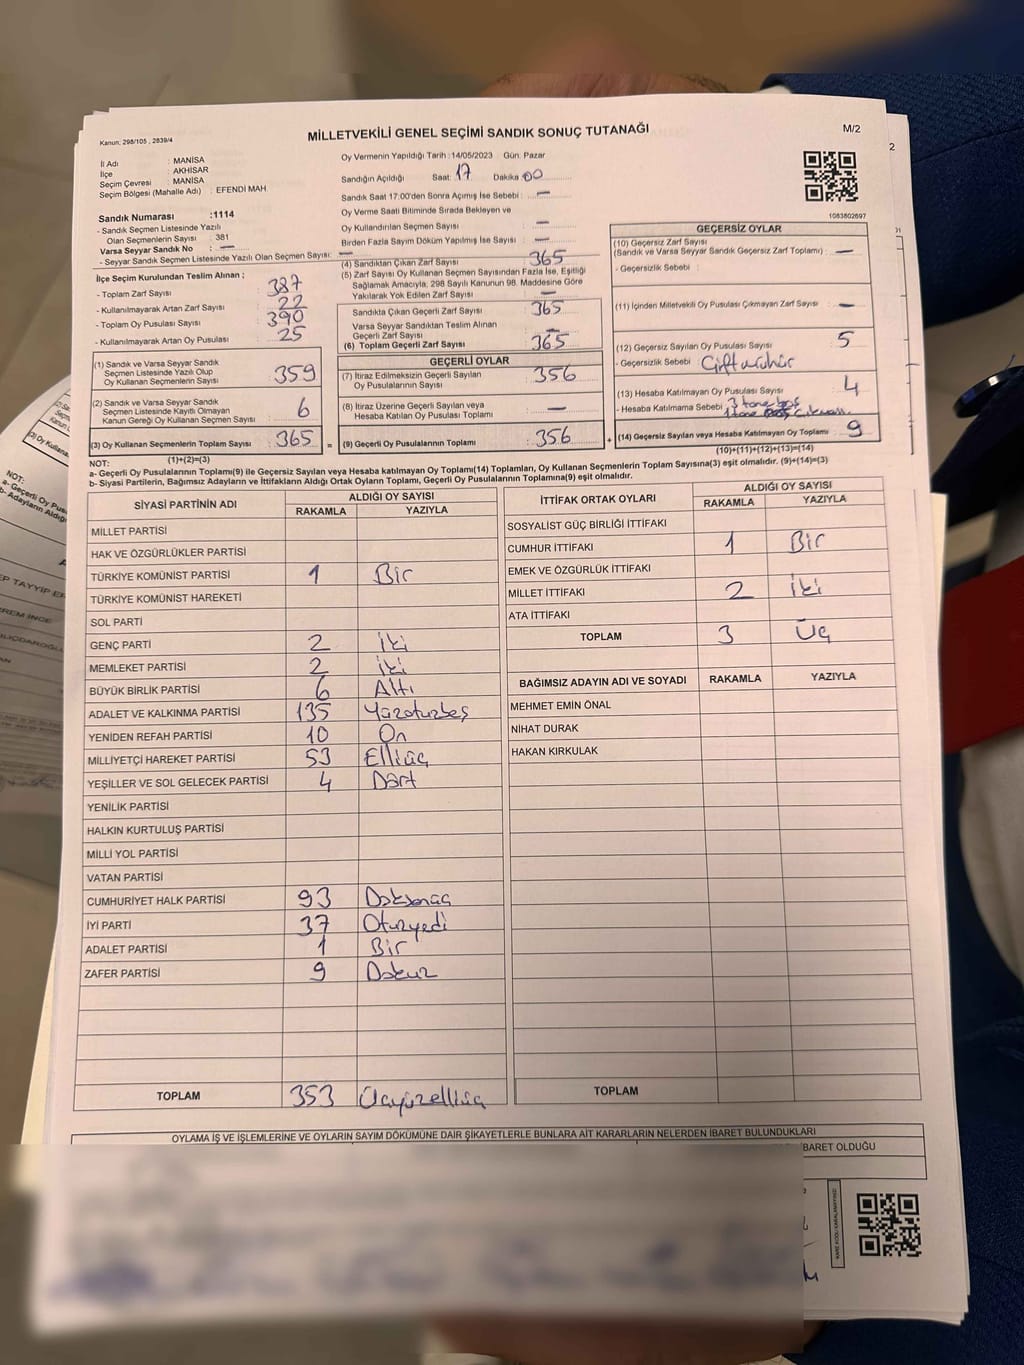 Kanun; 298/105 , 2839/4
MİLLETVEKİLİ GENEL SEÇİMİ SANDIK SONUÇ TUTANAĞI
M/2
İl Adı : MANİSA
İlçe : AKHİSAR
Seçim Çevresi : MANİSA
Seçim Bölgesi (Mahalle Adı) : EFENDİ MAH
Oy Vermenin Yapıldığı Tarih :14/05/2023 Gün: Pazar
Sandığın Açıldığı Saat: 17 Dakika: 00
Sandık Saat 17:00'den Sonra Açımış İse Sebebi : —
Oy Verme Saati Bitiminde Sırada Bekleyen ve
Oy Kullandırılan Seçmen Sayısı : —
Birden Fazla Sayım Döküm Yapılmış İse Sayısı : —
1083802697
Sandık Numarası :1114
- Sandık Seçmen Listesinde Yazılı
Olan Seçmenlerin Sayısı : 381
Varsa Seyyar Sandık No : —
- Seyyar Sandık Seçmen Listesinde Yazılı Olan Seçmen Sayısı: —
İlçe Seçim Kurulundan Teslim Alınan ;
- Toplam Zarf Sayısı : 387
- Kullanılmayarak Artan Zarf Sayısı : 22
- Toplam Oy Pusulası Sayısı : 390
- Kullanılmayarak Artan Oy Pusulası : 25
(1) Sandık ve Varsa Seyyar Sandık
Seçmen Listesinde Yazılı Olup
Oy Kullanan Seçmenlerin Sayısı : 359
(2) Sandık ve Varsa Seyyar Sandık
Seçmen Listesinde Kayıtlı Olmayan
Kanun Gereği Oy Kullanan Seçmen Sayısı : 6
(3) Oy Kullanan Seçmenlerin Toplam Sayısı : 365 =
(1)+(2)=(3)
(4) Sandıktan Çıkan Zarf Sayısı : 365
(5) Zarf Sayısı Oy Kullanan Seçmen Sayısından Fazla İse, Eşitliği
Sağlamak Amacıyla, 298 Sayılı Kanunun 98. Maddesine Göre
Yakılarak Yok Edilen Zarf Sayısı : —
Sandıkta Çıkan Geçerli Zarf Sayısı : 365
Varsa Seyyar Sandıktan Teslim Alınan
Geçerli Zarf Sayısı : —
(6) Toplam Geçerli Zarf Sayısı : 365
GEÇERLİ OYLAR
(7) İtiraz Edilmeksizin Geçerli Sayılan
Oy Pusulalarının Sayısı : 356
(8) İtiraz Üzerine Geçerli Sayılan veya
Hesaba Katılan Oy Pusulaları Toplamı : —
(9) Geçerli Oy Pusulalarının Toplamı : 356 +
GEÇERSİZ OYLAR
(10) Geçersiz Zarf Sayısı
(Sandık ve Varsa Seyyar Sandık Geçersiz Zarf Toplamı) : —
- Geçersizlik Sebebi :
(11) İçinden Milletvekili Oy Pusulası Çıkmayan Zarf Sayısı : —
(12) Geçersiz Sayılan Oy Pusulası Sayısı : 5
- Geçersizlik Sebebi : Çift mühür
(13) Hesaba Katılmayan Oy Pusulası Sayısı : 4
- Hesaba Katılmama Sebebi : 3 tane boş
1 tane çıkmayan
(14) Geçersiz Sayılan veya Hesaba Katılmayan Oy Toplamı : 9
(10)+(11)+(12)+(13)=(14)
NOT:
a- Geçerli Oy Pusulalarının Toplamı(9) ile Geçersiz Sayılan veya Hesaba katılmayan Oy Toplamı(14) Toplamları, Oy Kullanan Seçmenlerin Toplam Sayısına(3) eşit olmalıdır. (9)+(14)=(3)
b- Siyasi Partilerin, Bağımsız Adayların ve İttifakların Aldığı Ortak Oyların Toplamı, Geçerli Oy Pusulalarının Toplamına(9) eşit olmalıdır.
SİYASİ PARTİNİN ADI ALDIĞI OY SAYISI
RAKAMLA YAZIYLA
MİLLET PARTİSİ
HAK VE ÖZGÜRLÜKLER PARTİSİ
TÜRKİYE KOMÜNİST PARTİSİ 1 Bir
TÜRKİYE KOMÜNİST HAREKETİ
SOL PARTİ
GENÇ PARTİ 2 İki
MEMLEKET PARTİSİ 2 İki
BÜYÜK BİRLİK PARTİSİ 6 Altı
ADALET VE KALKINMA PARTİSİ 135 Yüzotuzbeş
YENİDEN REFAH PARTİSİ 10 On
MİLLİYETÇİ HAREKET PARTİSİ 53 Elliüç
YEŞİLLER VE SOL GELECEK PARTİSİ 4 Dört
YENİLİK PARTİSİ
HALKIN KURTULUŞ PARTİSİ
MİLLİ YOL PARTİSİ
VATAN PARTİSİ
CUMHURİYET HALK PARTİSİ 93 Doksanüç
İYİ PARTİ 37 Otuzyedi
ADALET PARTİSİ 1 Bir
ZAFER PARTİSİ 9 Dokuz
TOPLAM 353 Üçyüzelliüç
İTTİFAK ORTAK OYLARI ALDIĞI OY SAYISI
RAKAMLA YAZIYLA
SOSYALİST GÜÇ BİRLİĞİ İTTİFAKI
CUMHUR İTTİFAKI 1 Bir
EMEK VE ÖZGÜRLÜK İTTİFAKI
MİLLET İTTİFAKI 2 İki
ATA İTTİFAKI
TOPLAM 3 Üç
BAĞIMSIZ ADAYIN ADI VE SOYADI RAKAMLA YAZIYLA
MEHMET EMİN ÖNAL
NİHAT DURAK
HAKAN KIRKULAK
TOPLAM
OYLAMA İŞ VE İŞLEMLERİNE VE OYLARIN SAYIM DÖKÜMÜNE DAİR ŞİKAYETLERLE BUNLARA AİT KARARLARIN NELERDEN İBARET BULUNDUKLARI
BARET OLDUĞU